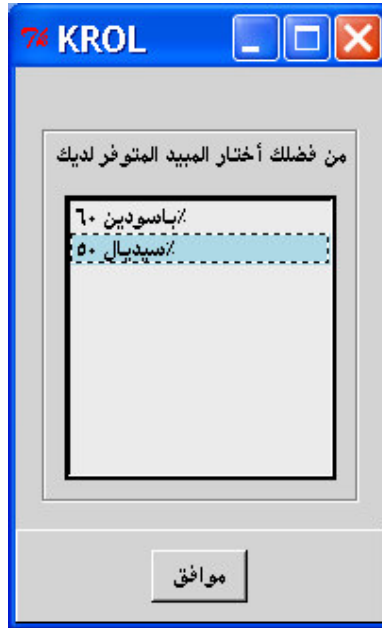 KROL
من فضلك أختار المبيد المتوفر لديك
٪باسودين ٦٠
٪سيديال ٥٠
موافق